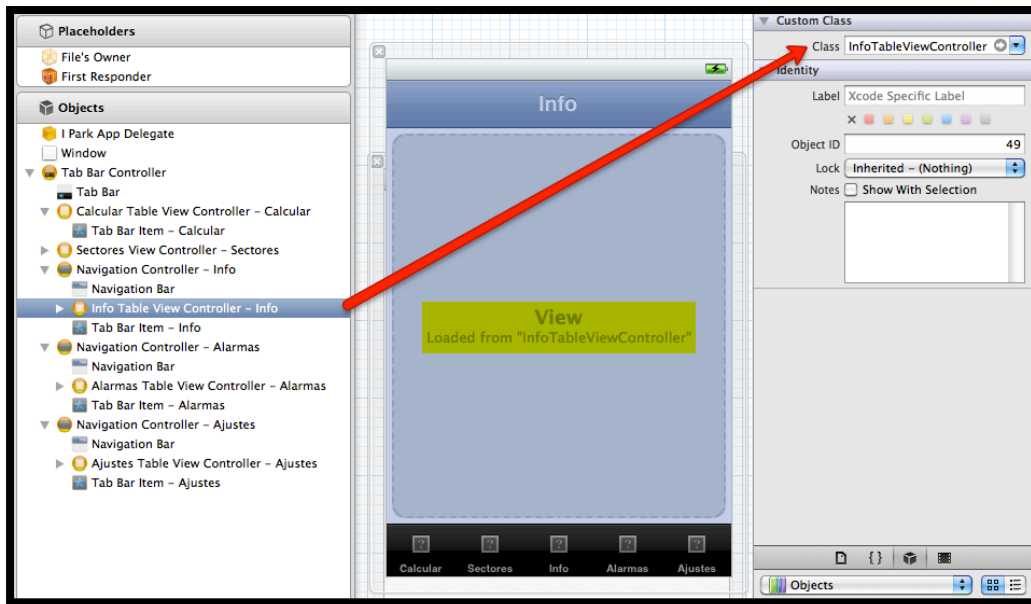 Placeholders
File's Owner
First Responder
Objects
I Park App Delegate
Window
Tab Bar Controller
Tab Bar
Calcular Table View Controller – Calcular
Tab Bar Item – Calcular
Sectores View Controller – Sectores
Navigation Controller – Info
Navigation Bar
Info Table View Controller – Info
Tab Bar Item – Info
Navigation Controller – Alarmas
Navigation Bar
Alarmas Table View Controller – Alarmas
Tab Bar Item – Alarmas
Navigation Controller – Ajustes
Navigation Bar
Ajustes Table View Controller – Ajustes
Tab Bar Item – Ajustes
Info
View
Loaded from "InfoTableViewController"
Calcular Sectores Info Alarmas Ajustes
Custom Class
Class InfoTableViewController
Identity
Label Xcode Specific Label
Object ID 49
Lock Inherited – (Nothing)
Notes Show With Selection
{}
Objects